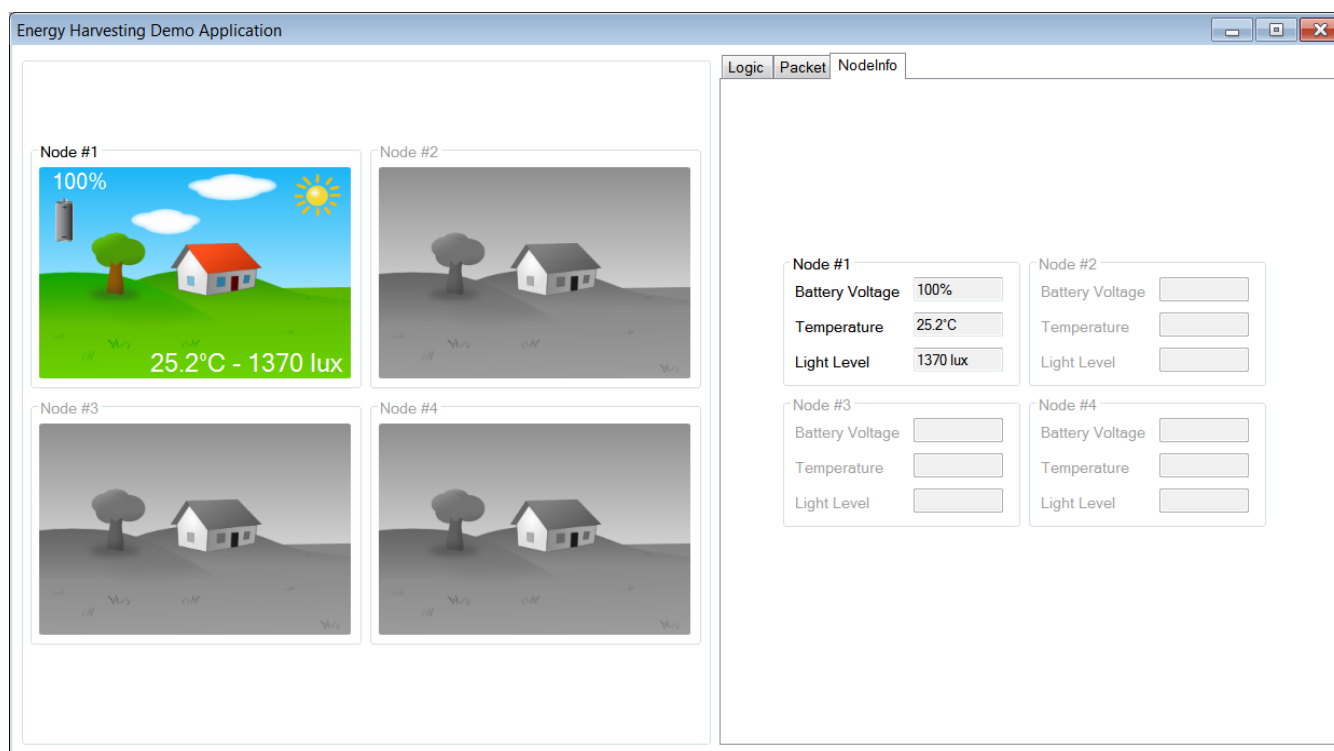 Energy Harvesting Demo Application
Logic Packet NodeInfo
Node #1
100%
25.2°C - 1370 lux
Node #2
Node #3
Node #4
Node #1
Battery Voltage 100%
Temperature 25.2°C
Light Level 1370 lux
Node #2
Battery Voltage
Temperature
Light Level
Node #3
Battery Voltage
Temperature
Light Level
Node #4
Battery Voltage
Temperature
Light Level